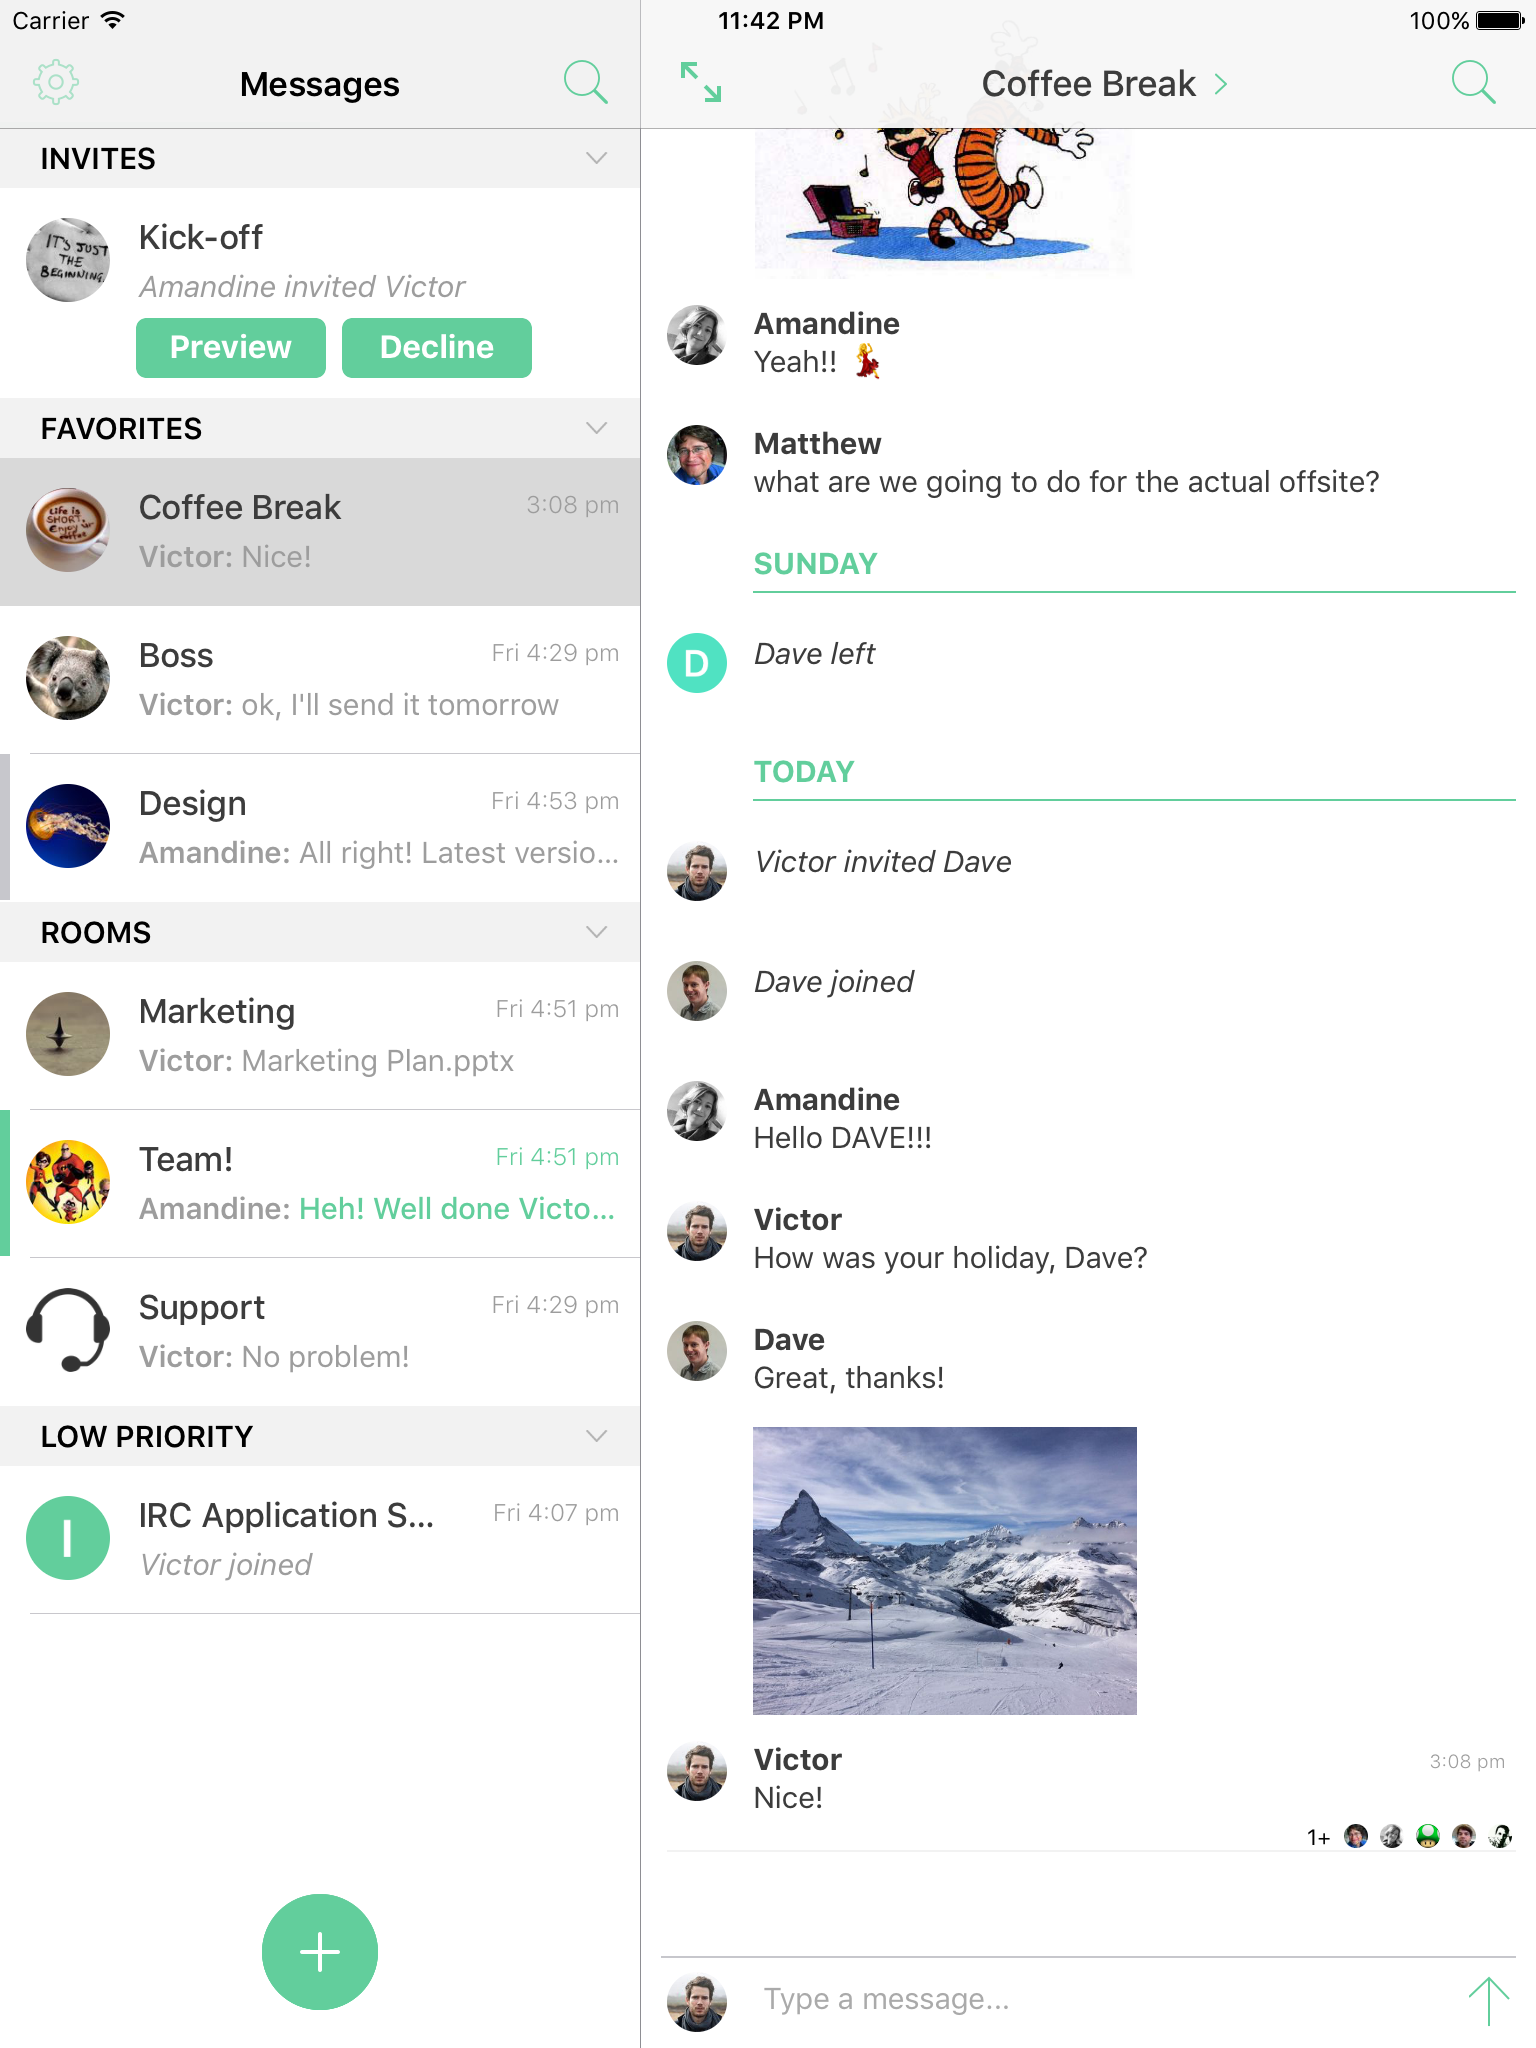 Carrier
11:42 PM
100%
Messages
INVITES
IT'S JUST
THE
BEGINNING.
Kick-off
Amandine invited Victor
Preview
Decline
FAVORITES
Life is
SHORT.
Enjoy
coffee
Coffee Break
3:08 pm
Victor: Nice!
Boss
Fri 4:29 pm
Victor: ok, I'll send it tomorrow
Design
Fri 4:53 pm
Amandine: All right! Latest versio...
ROOMS
Marketing
Fri 4:51 pm
Victor: Marketing Plan.pptx
Team!
Fri 4:51 pm
Amandine: Heh! Well done Victo...
Support
Fri 4:29 pm
Victor: No problem!
LOW PRIORITY
I
IRC Application S...
Fri 4:07 pm
Victor joined
Coffee Break
Amandine
Yeah!!
Matthew
what are we going to do for the actual offsite?
SUNDAY
D
Dave left
TODAY
Victor invited Dave
Dave joined
Amandine
Hello DAVE!!!
Victor
How was your holiday, Dave?
Dave
Great, thanks!
Victor
3:08 pm
Nice!
1+
Type a message...